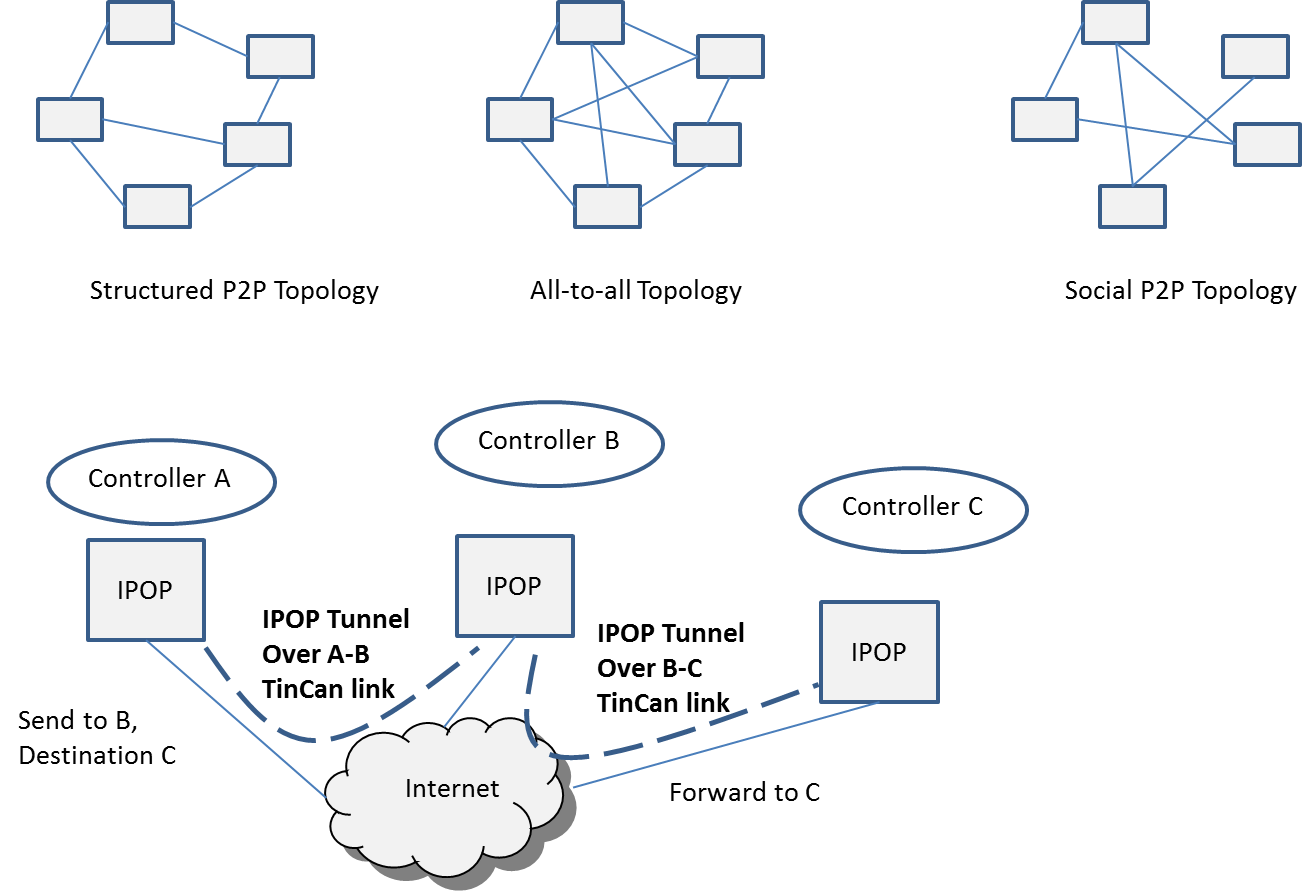 Structured P2P Topology
All-to-all Topology
Social P2P Topology
Controller A
Controller B
Controller C
IPOP
IPOP
IPOP
IPOP Tunnel
Over A-B
TinCan link
IPOP Tunnel
Over B-C
TinCan link
Send to B,
Destination C
Internet
Forward to C